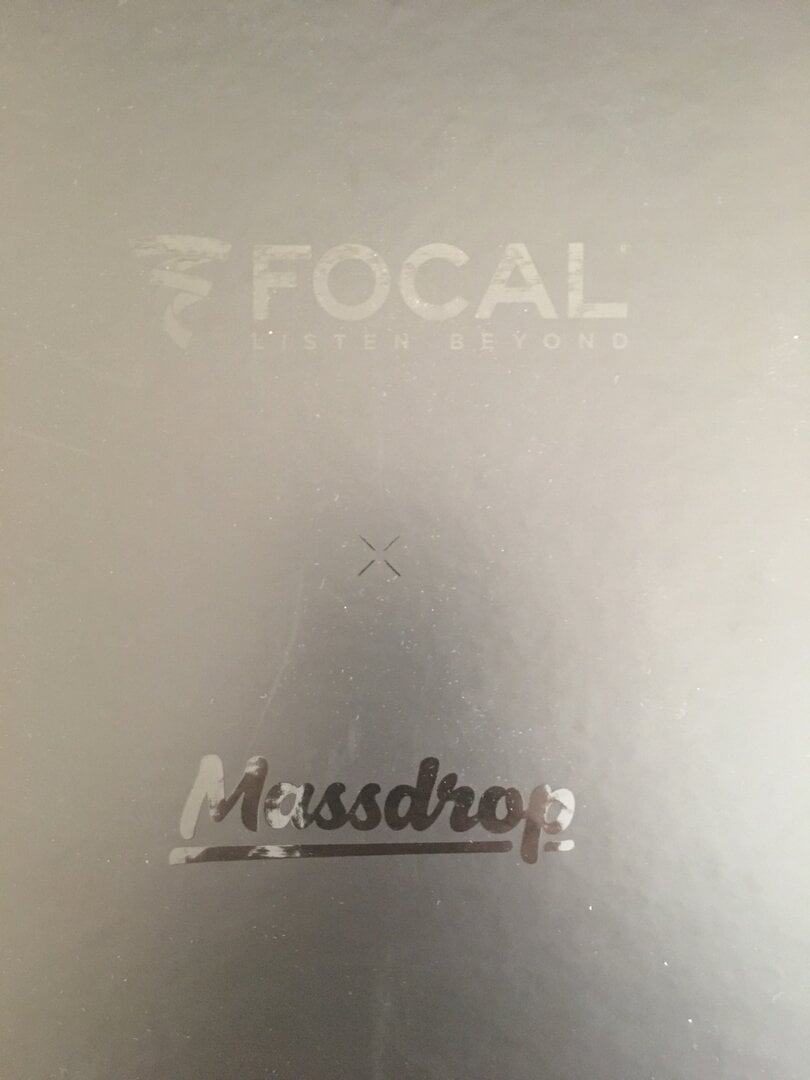 FOCAL
LISTEN BEYOND
×
Massdrop